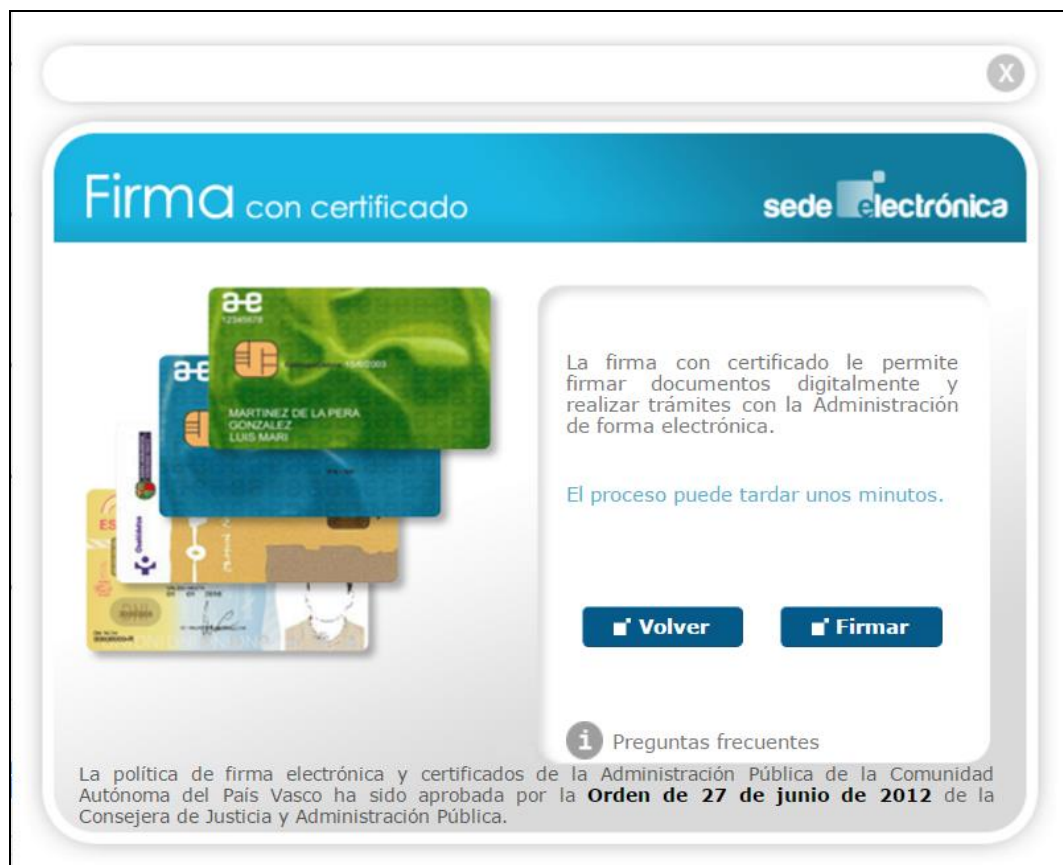 X
Firma con certificado
sede electrónica
a-e
12345678
MARTINEZ DE LA PERA
GONZALEZ
LUIS MARI
a-e
ES
DNI
La firma con certificado le permite
firmar documentos digitalmente y
realizar trámites con la Administración
de forma electrónica.
El proceso puede tardar unos minutos.
Volver
Firmar
i Preguntas frecuentes
La política de firma electrónica y certificados de la Administración Pública de la Comunidad
Autónoma del País Vasco ha sido aprobada por la Orden de 27 de junio de 2012 de la
Consejera de Justicia y Administración Pública.